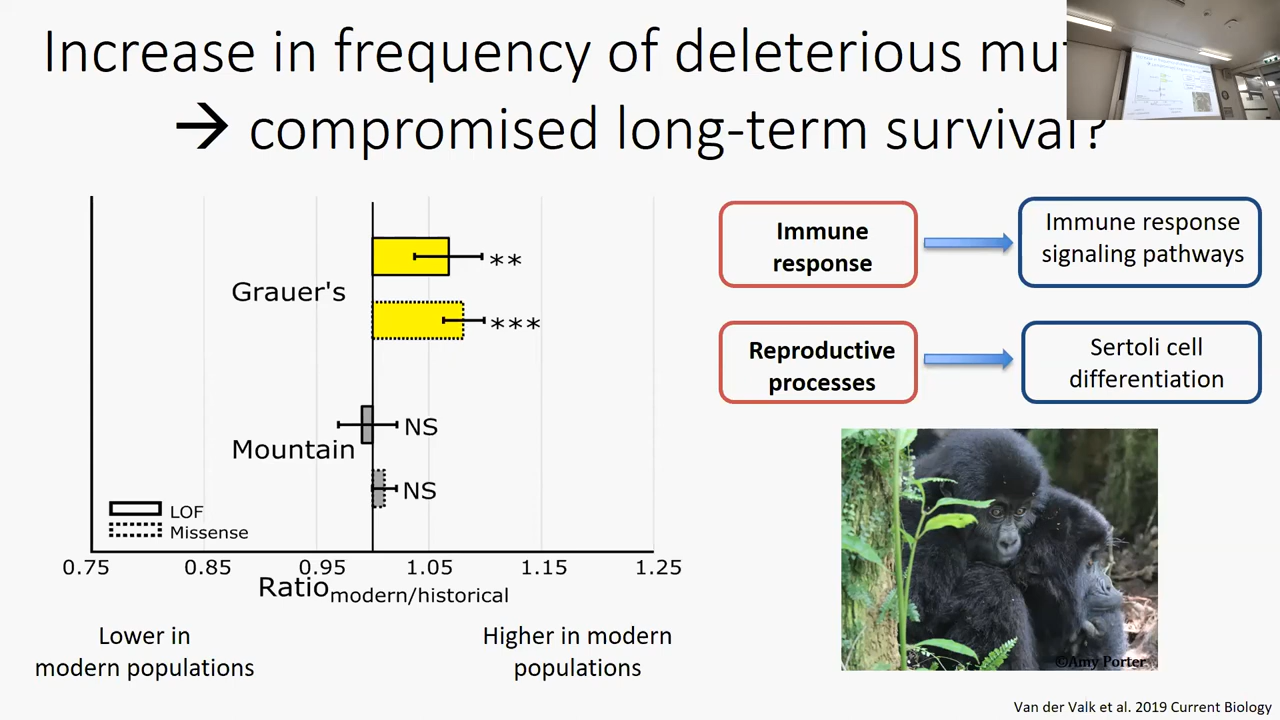 Increase in frequency of deleterious
→ compromised long-term survival?
Grauer's
**
***
Mountain
NS
NS
LOF
Missense
0.75 0.85 0.95 1.05 1.15 1.25
Ratio modern/historical
Lower in
modern populations
Higher in modern
populations
Immune
response
Immune response
signaling pathways
Reproductive
processes
Sertoli cell
differentiation
©Amy Porter
Van der Valk et al. 2019 Current Biology